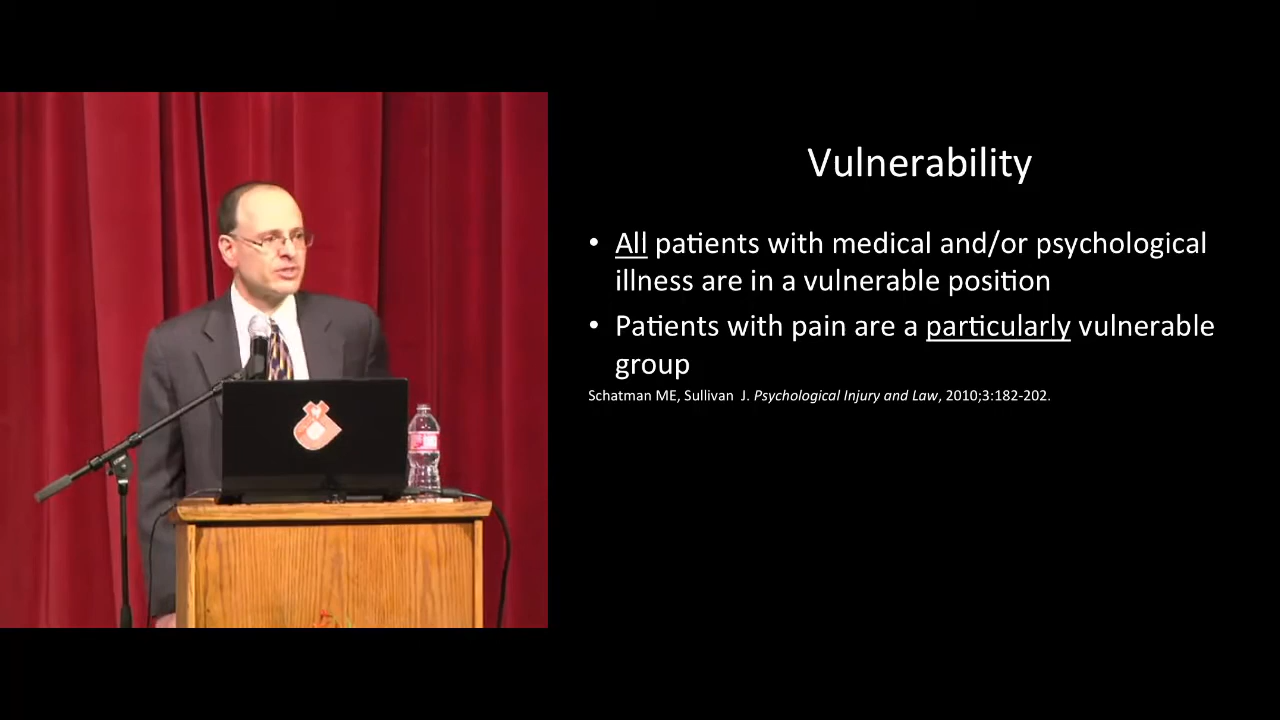 Vulnerability
• All patients with medical and/or psychological
illness are in a vulnerable position
• Patients with pain are a particularly vulnerable
group
Schatman ME, Sullivan J. Psychological Injury and Law, 2010;3:182-202.